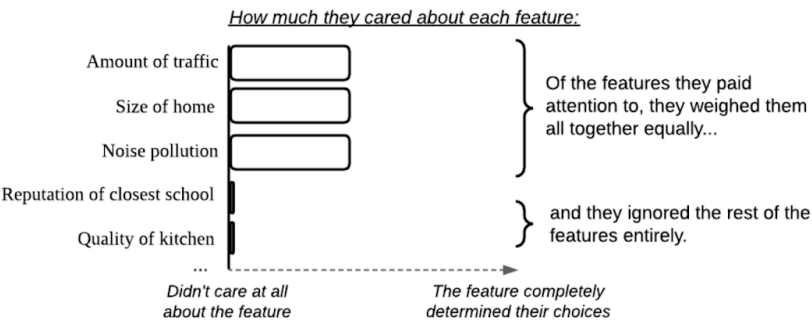 How much they cared about each feature:
Amount of traffic
Size of home
Noise pollution
Reputation of closest school
Quality of kitchen
...
Of the features they paid
attention to, they weighed them
all together equally...
and they ignored the rest of the
features entirely.
Didn't care at all
about the feature
The feature completely
determined their choices